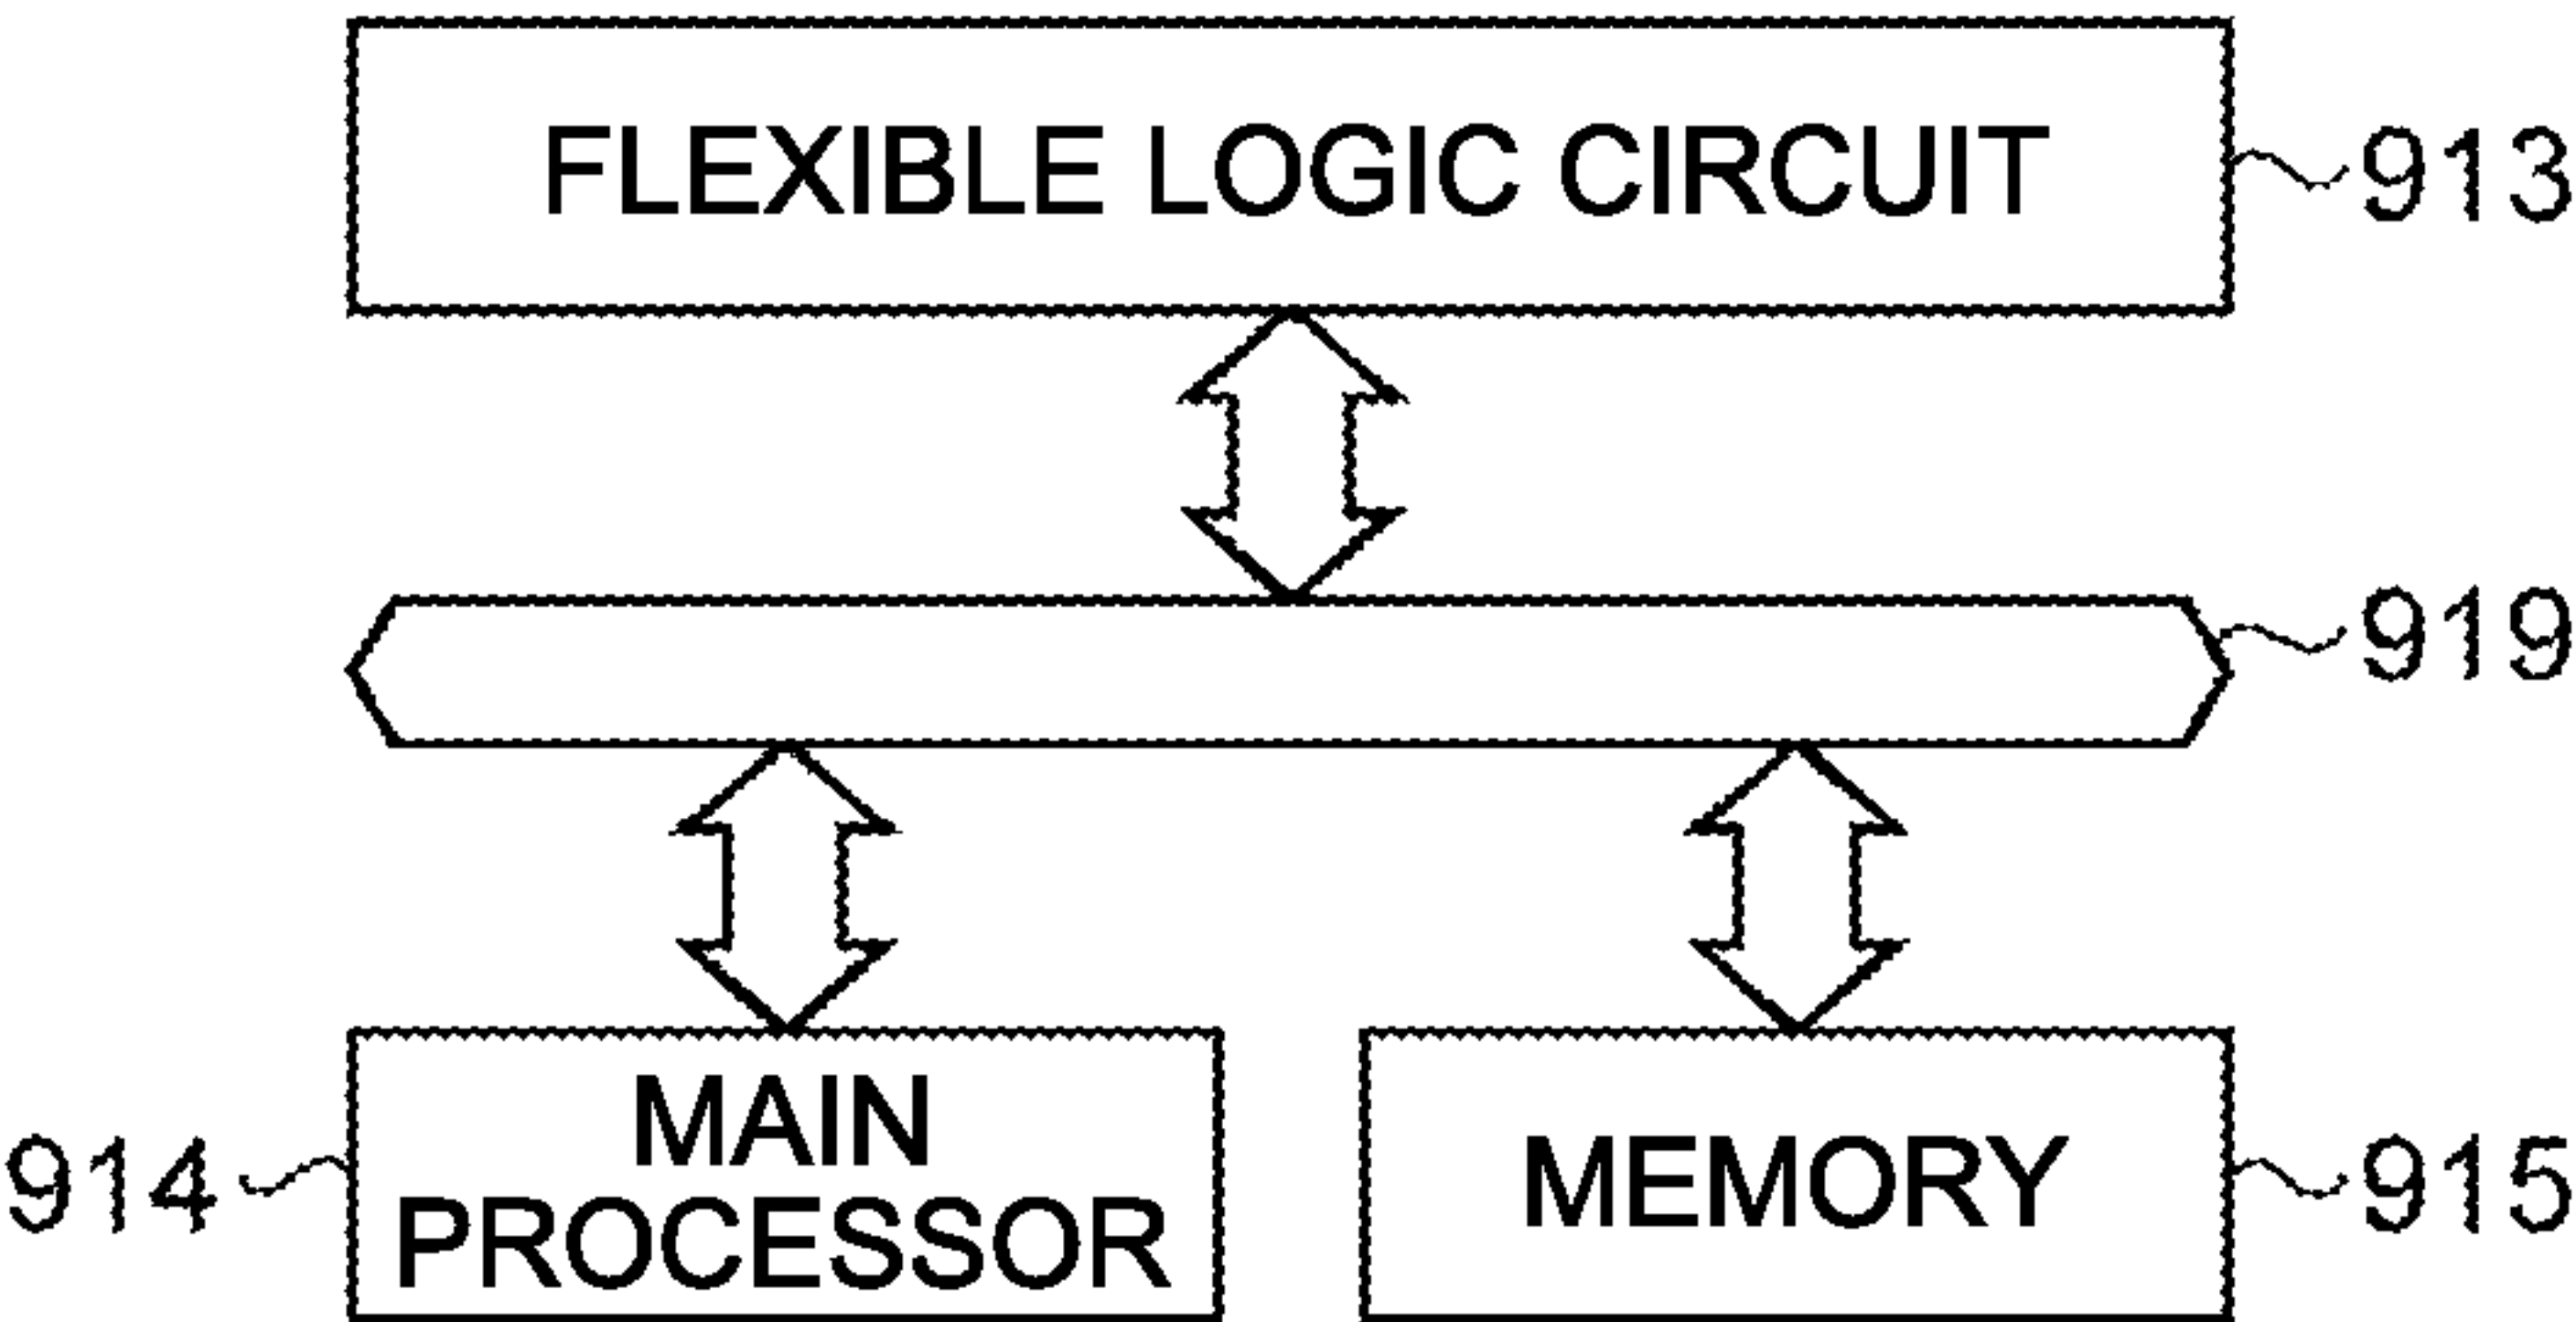 FLEXIBLE LOGIC CIRCUIT
913
919
MAIN
PROCESSOR
914
MEMORY
915